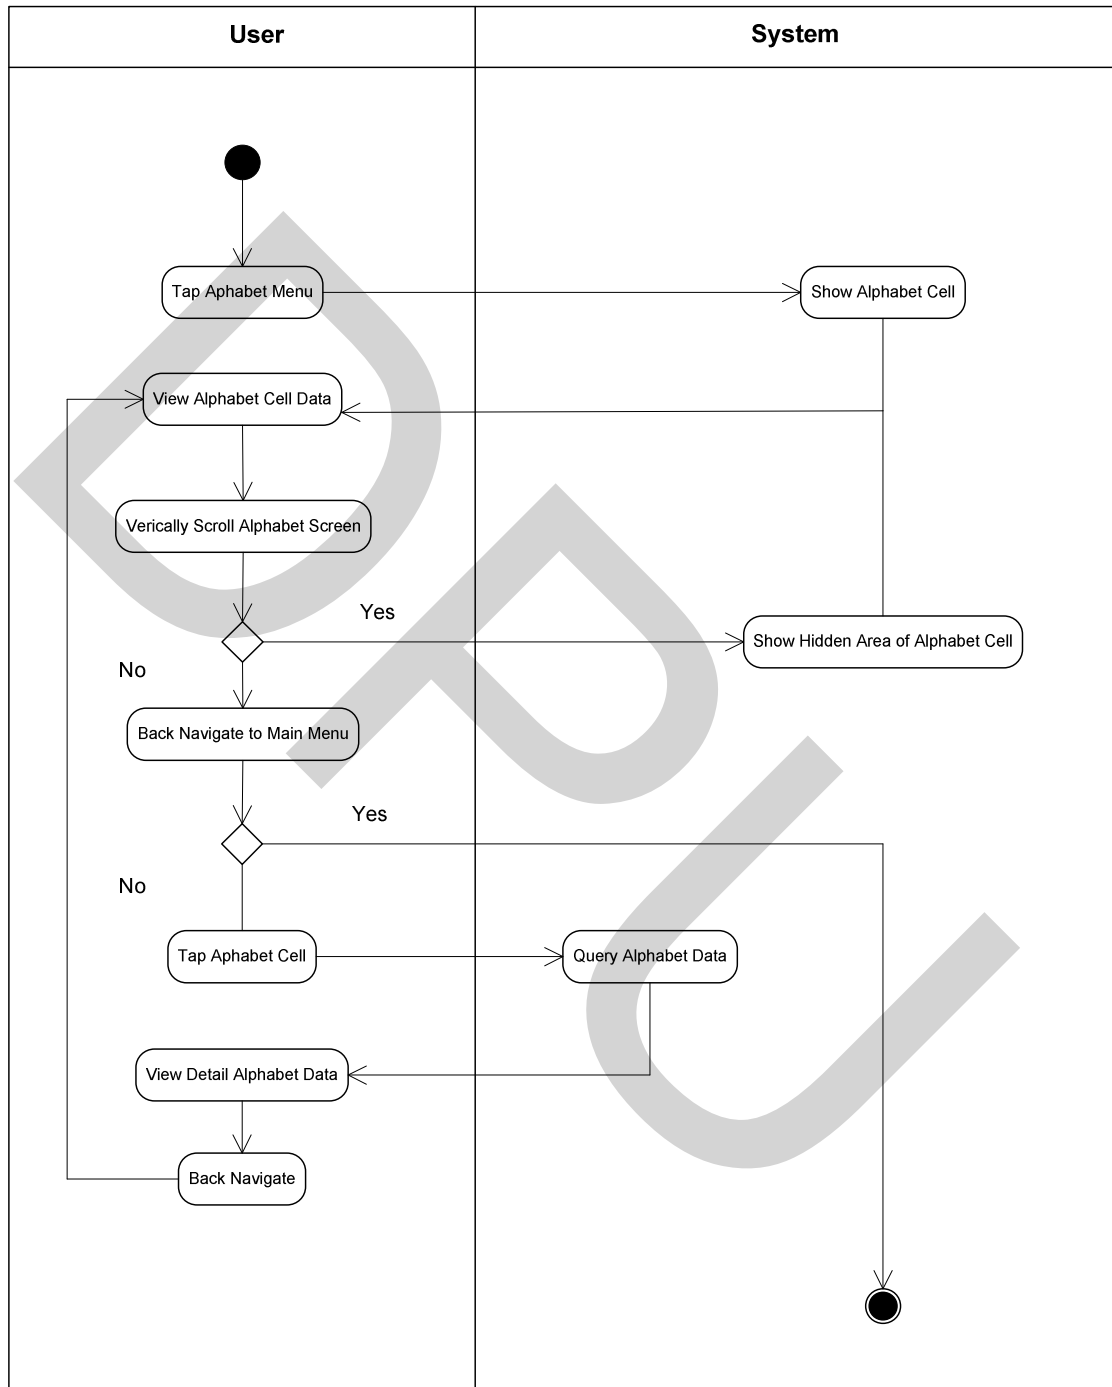 User
System
Tap Aphabet Menu
Show Alphabet Cell
View Alphabet Cell Data
Verically Scroll Alphabet Screen
Yes
Show Hidden Area of Alphabet Cell
No
Back Navigate to Main Menu
Yes
No
Tap Aphabet Cell
Query Alphabet Data
View Detail Alphabet Data
Back Navigate
DPU